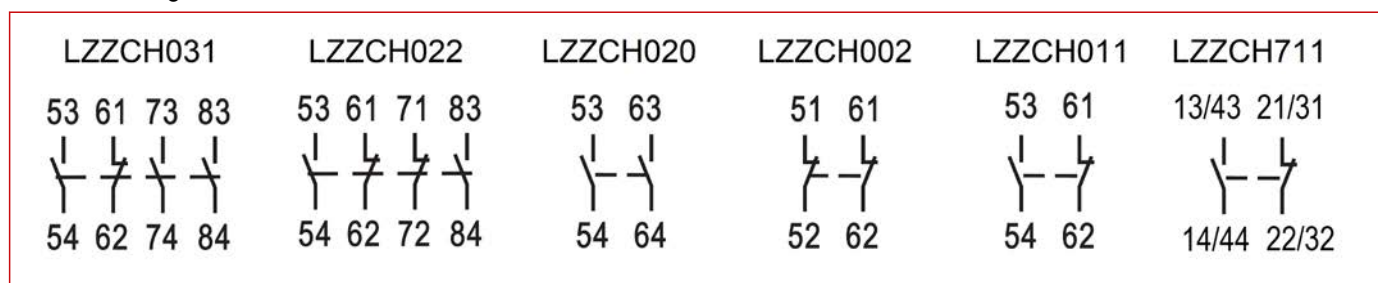 LZZCH031 LZZCH022 LZZCH020 LZZCH002 LZZCH011 LZZCH711
53 61 73 83 53 61 71 83 53 63 51 61 53 61 13/43 21/31
54 62 74 84 54 62 72 84 54 64 52 62 54 62 14/44 22/32